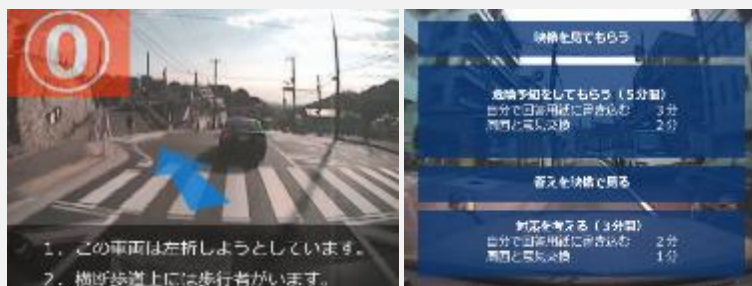 0
1．この車両は左折しようとしています。
2．横断歩道上には歩行者がいます。
映像を見てもらう
危険予知をしてもらう（5分間）
自分で回答用紙に書き込む　3分
周囲と意見交換　2分
答えを映像で見る
対策を考える（3分間）
自分で回答用紙に書き込む　2分
周囲と意見交換　1分